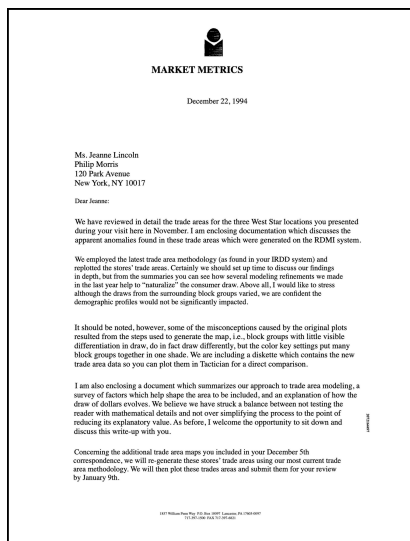 MARKET METRICS
December 22, 1994
Ms. Jeanne Lincoln
Philip Morris
120 Park Avenue
New York, NY 10017
Dear Jeanne:
We have reviewed in detail the trade areas for the three West Star locations you presented
during your visit here in November. I am enclosing documentation which discusses the
apparent anomalies found in these trade areas which were generated on the RDMI system.
We employed the latest trade area methodology (as found in your IRDD system) and
replotted the stores' trade areas. Certainly we should set up time to discuss our findings
in depth, but from the summaries you can see how several modeling refinements we made
in the last year help to “naturalize” the consumer draw. Above all, I would like to stress
although the draws from the surrounding block groups varied, we are confident the
demographic profiles would not be significantly impacted.
It should be noted, however, some of the misconceptions caused by the original plots
resulted from the steps used to generate the map, i.e., block groups with little visible
differentiation in draw, do in fact draw differently, but the color key settings put many
block groups together in one shade. We are including a diskette which contains the new
trade area data so you can plot them in Tactician for a direct comparison.
I am also enclosing a document which summarizes our approach to trade area modeling, a
survey of factors which help shape the area to be included, and an explanation of how the
draw of dollars evolves. We believe we have struck a balance between not testing the
reader with mathematical details and not over simplifying the process to the point of
reducing its explanatory value. As before, I welcome the opportunity to sit down and
discuss this write-up with you.
Concerning the additional trade area maps you included in your December 5th
correspondence, we will re-generate these stores' trade areas using our most current trade
area methodology. We will then plot these trades areas and submit them for your review
by January 9th.